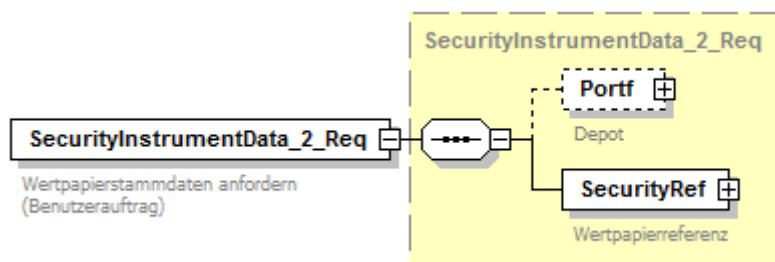 SecurityInstrumentData_2_Req
Portf
Depot
SecurityInstrumentData_2_Req
Wertpapierstammdaten anfordern
(Benutzerauftrag)
SecurityRef
Wertpapierreferenz